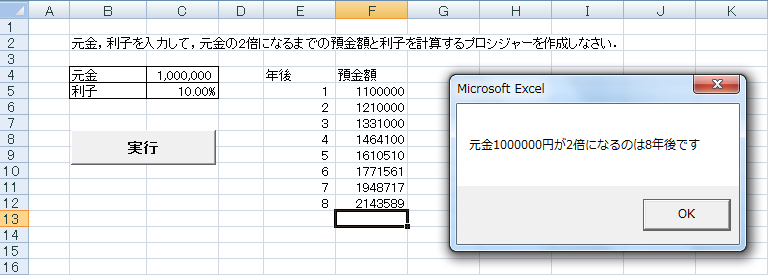 A B C D E F G H I J K
1
2 元金，利子を入力して，元金の2倍になるまでの預金額と利子を計算するプロシジャーを作成しなさい．
3
4 元金 1,000,000 年後 預金額
5 利子 10.00% 1 1100000
6 2 1210000
7 3 1331000
8 4 1464100
9 5 1610510
10 6 1771561
11 7 1948717
12 8 2143589
13
14
15
16
実行
Microsoft Excel
元金1000000円が2倍になるのは8年後です
OK